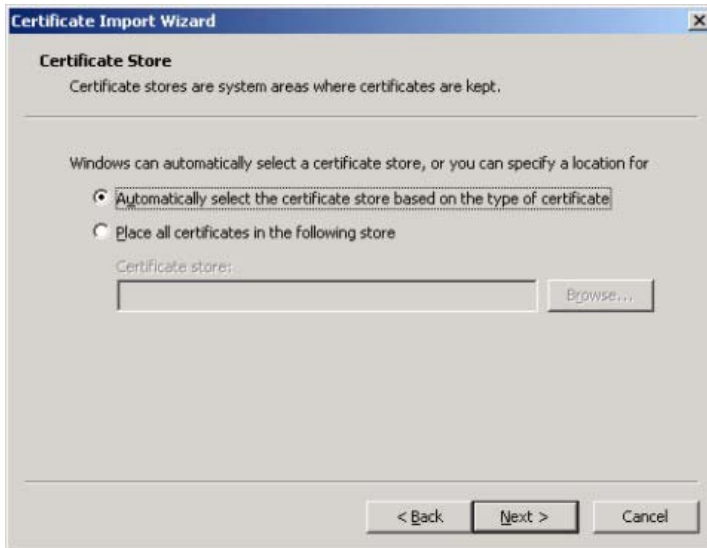 Certificate Import Wizard
Certificate Store
Certificate stores are system areas where certificates are kept.
Windows can automatically select a certificate store, or you can specify a location for
Automatically select the certificate store based on the type of certificate
Place all certificates in the following store
Certificate store:
Browse...
< Back Next > Cancel